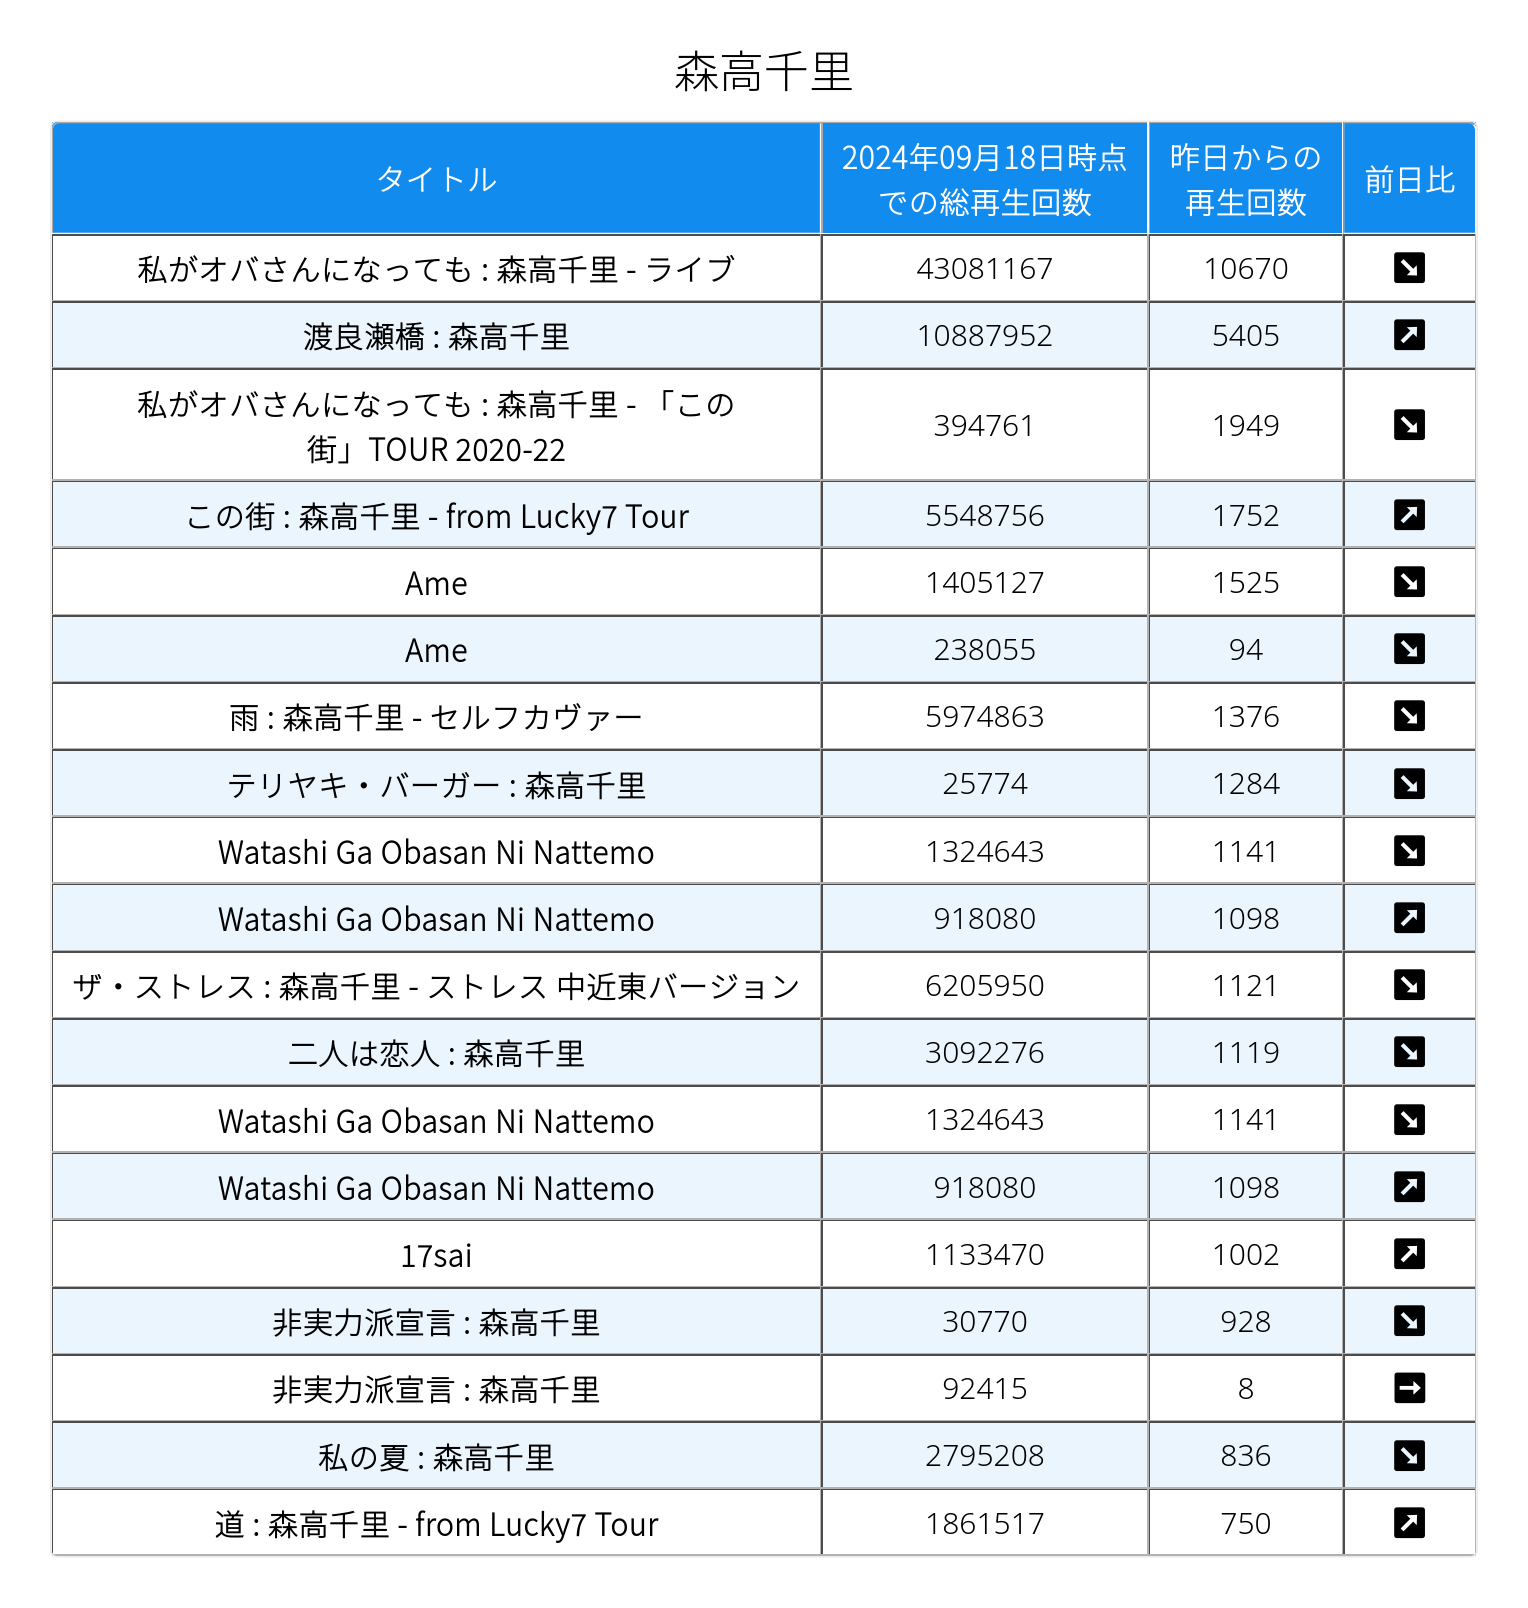 森高千里
タイトル
2024年09月18日時点
での総再生回数
昨日からの
再生回数
前日比
私がオバさんになっても : 森高千里 - ライブ 43081167 10670
渡良瀬橋 : 森高千里 10887952 5405
私がオバさんになっても : 森高千里 - 「この
街」TOUR 2020-22
394761 1949
この街 : 森高千里 - from Lucky7 Tour 5548756 1752
Ame 1405127 1525
Ame 238055 94
雨 : 森高千里 - セルフカヴァー 5974863 1376
テリヤキ・バーガー : 森高千里 25774 1284
Watashi Ga Obasan Ni Nattemo 1324643 1141
Watashi Ga Obasan Ni Nattemo 918080 1098
ザ・ストレス : 森高千里 - ストレス 中近東バージョン 6205950 1121
二人は恋人 : 森高千里 3092276 1119
Watashi Ga Obasan Ni Nattemo 1324643 1141
Watashi Ga Obasan Ni Nattemo 918080 1098
17sai 1133470 1002
非実力派宣言 : 森高千里 30770 928
非実力派宣言 : 森高千里 92415 8
私の夏 : 森高千里 2795208 836
道 : 森高千里 - from Lucky7 Tour 1861517 750